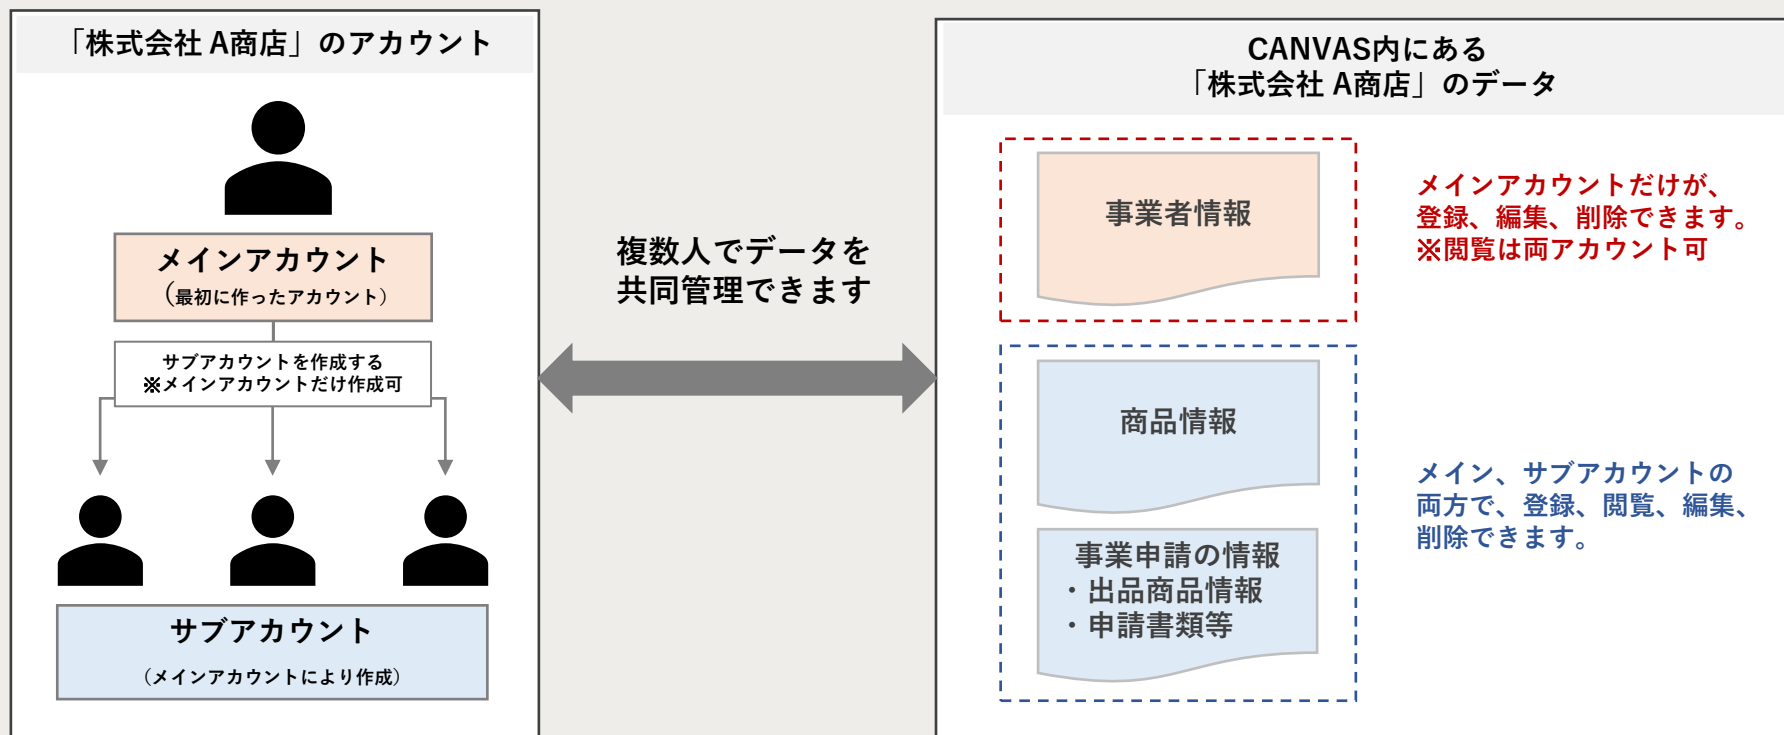 「株式会社 A商店」のアカウント
メインアカウント
（最初に作ったアカウント）
サブアカウントを作成する
※メインアカウントだけ作成可
サブアカウント
（メインアカウントにより作成）
複数人でデータを
共同管理できます
CANVAS内にある
「株式会社 A商店」のデータ
事業者情報
メインアカウントだけが、
登録、編集、削除できます。
※閲覧は両アカウント可
商品情報
事業申請の情報
・出品商品情報
・申請書類等
メイン、サブアカウントの
両方で、登録、閲覧、編集、
削除できます。